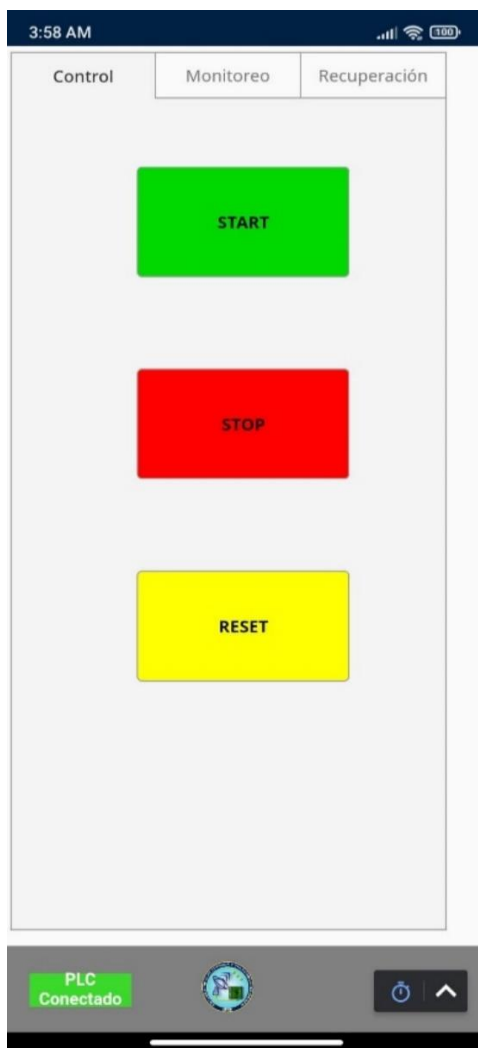 3:58 AM
100
Control Monitoreo Recuperación
START
STOP
RESET
PLC
Conectado